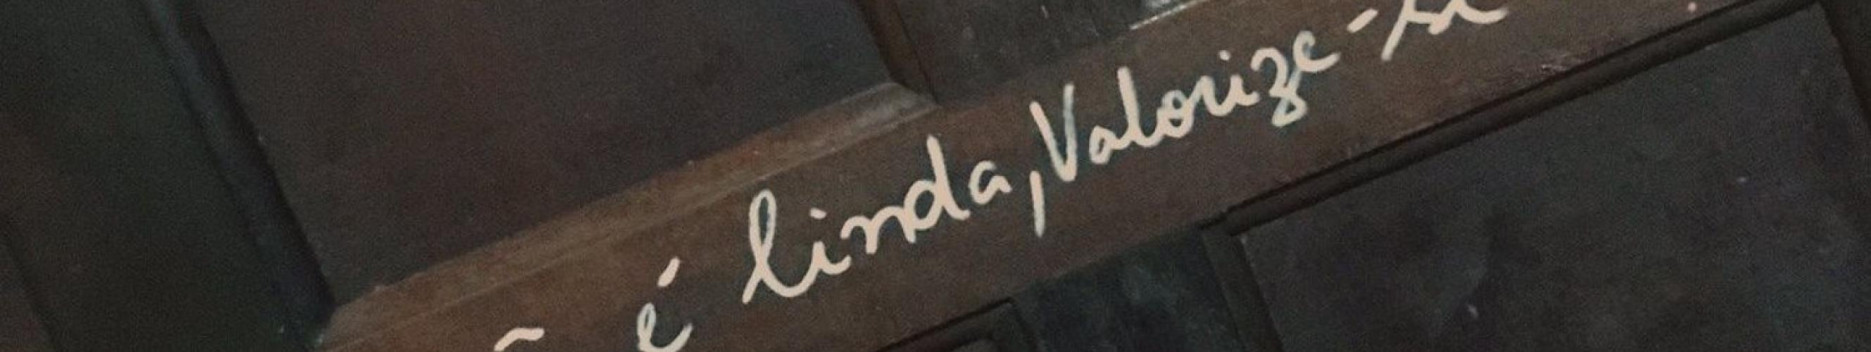 é linda, Valorize-se